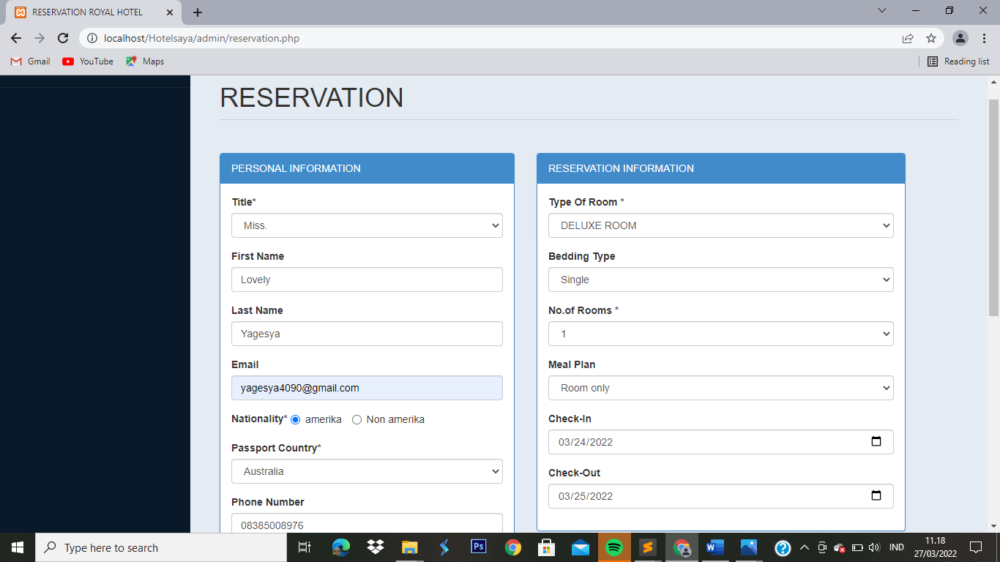 RESERVATION ROYAL HOTEL
localhost/Hotelsaya/admin/reservation.php
Gmail YouTube Maps Reading list
RESERVATION
PERSONAL INFORMATION
Title*
Miss.
First Name
Lovely
Last Name
Yagesya
Email
yagesya4090@gmail.com
Nationality* amerika Non amerika
Passport Country*
Australia
Phone Number
08385008976
RESERVATION INFORMATION
Type Of Room *
DELUXE ROOM
Bedding Type
Single
No.of Rooms *
1
Meal Plan
Room only
Check-In
03/24/2022
Check-Out
03/25/2022
Type here to search
Ps
IND
11.18
27/03/2022